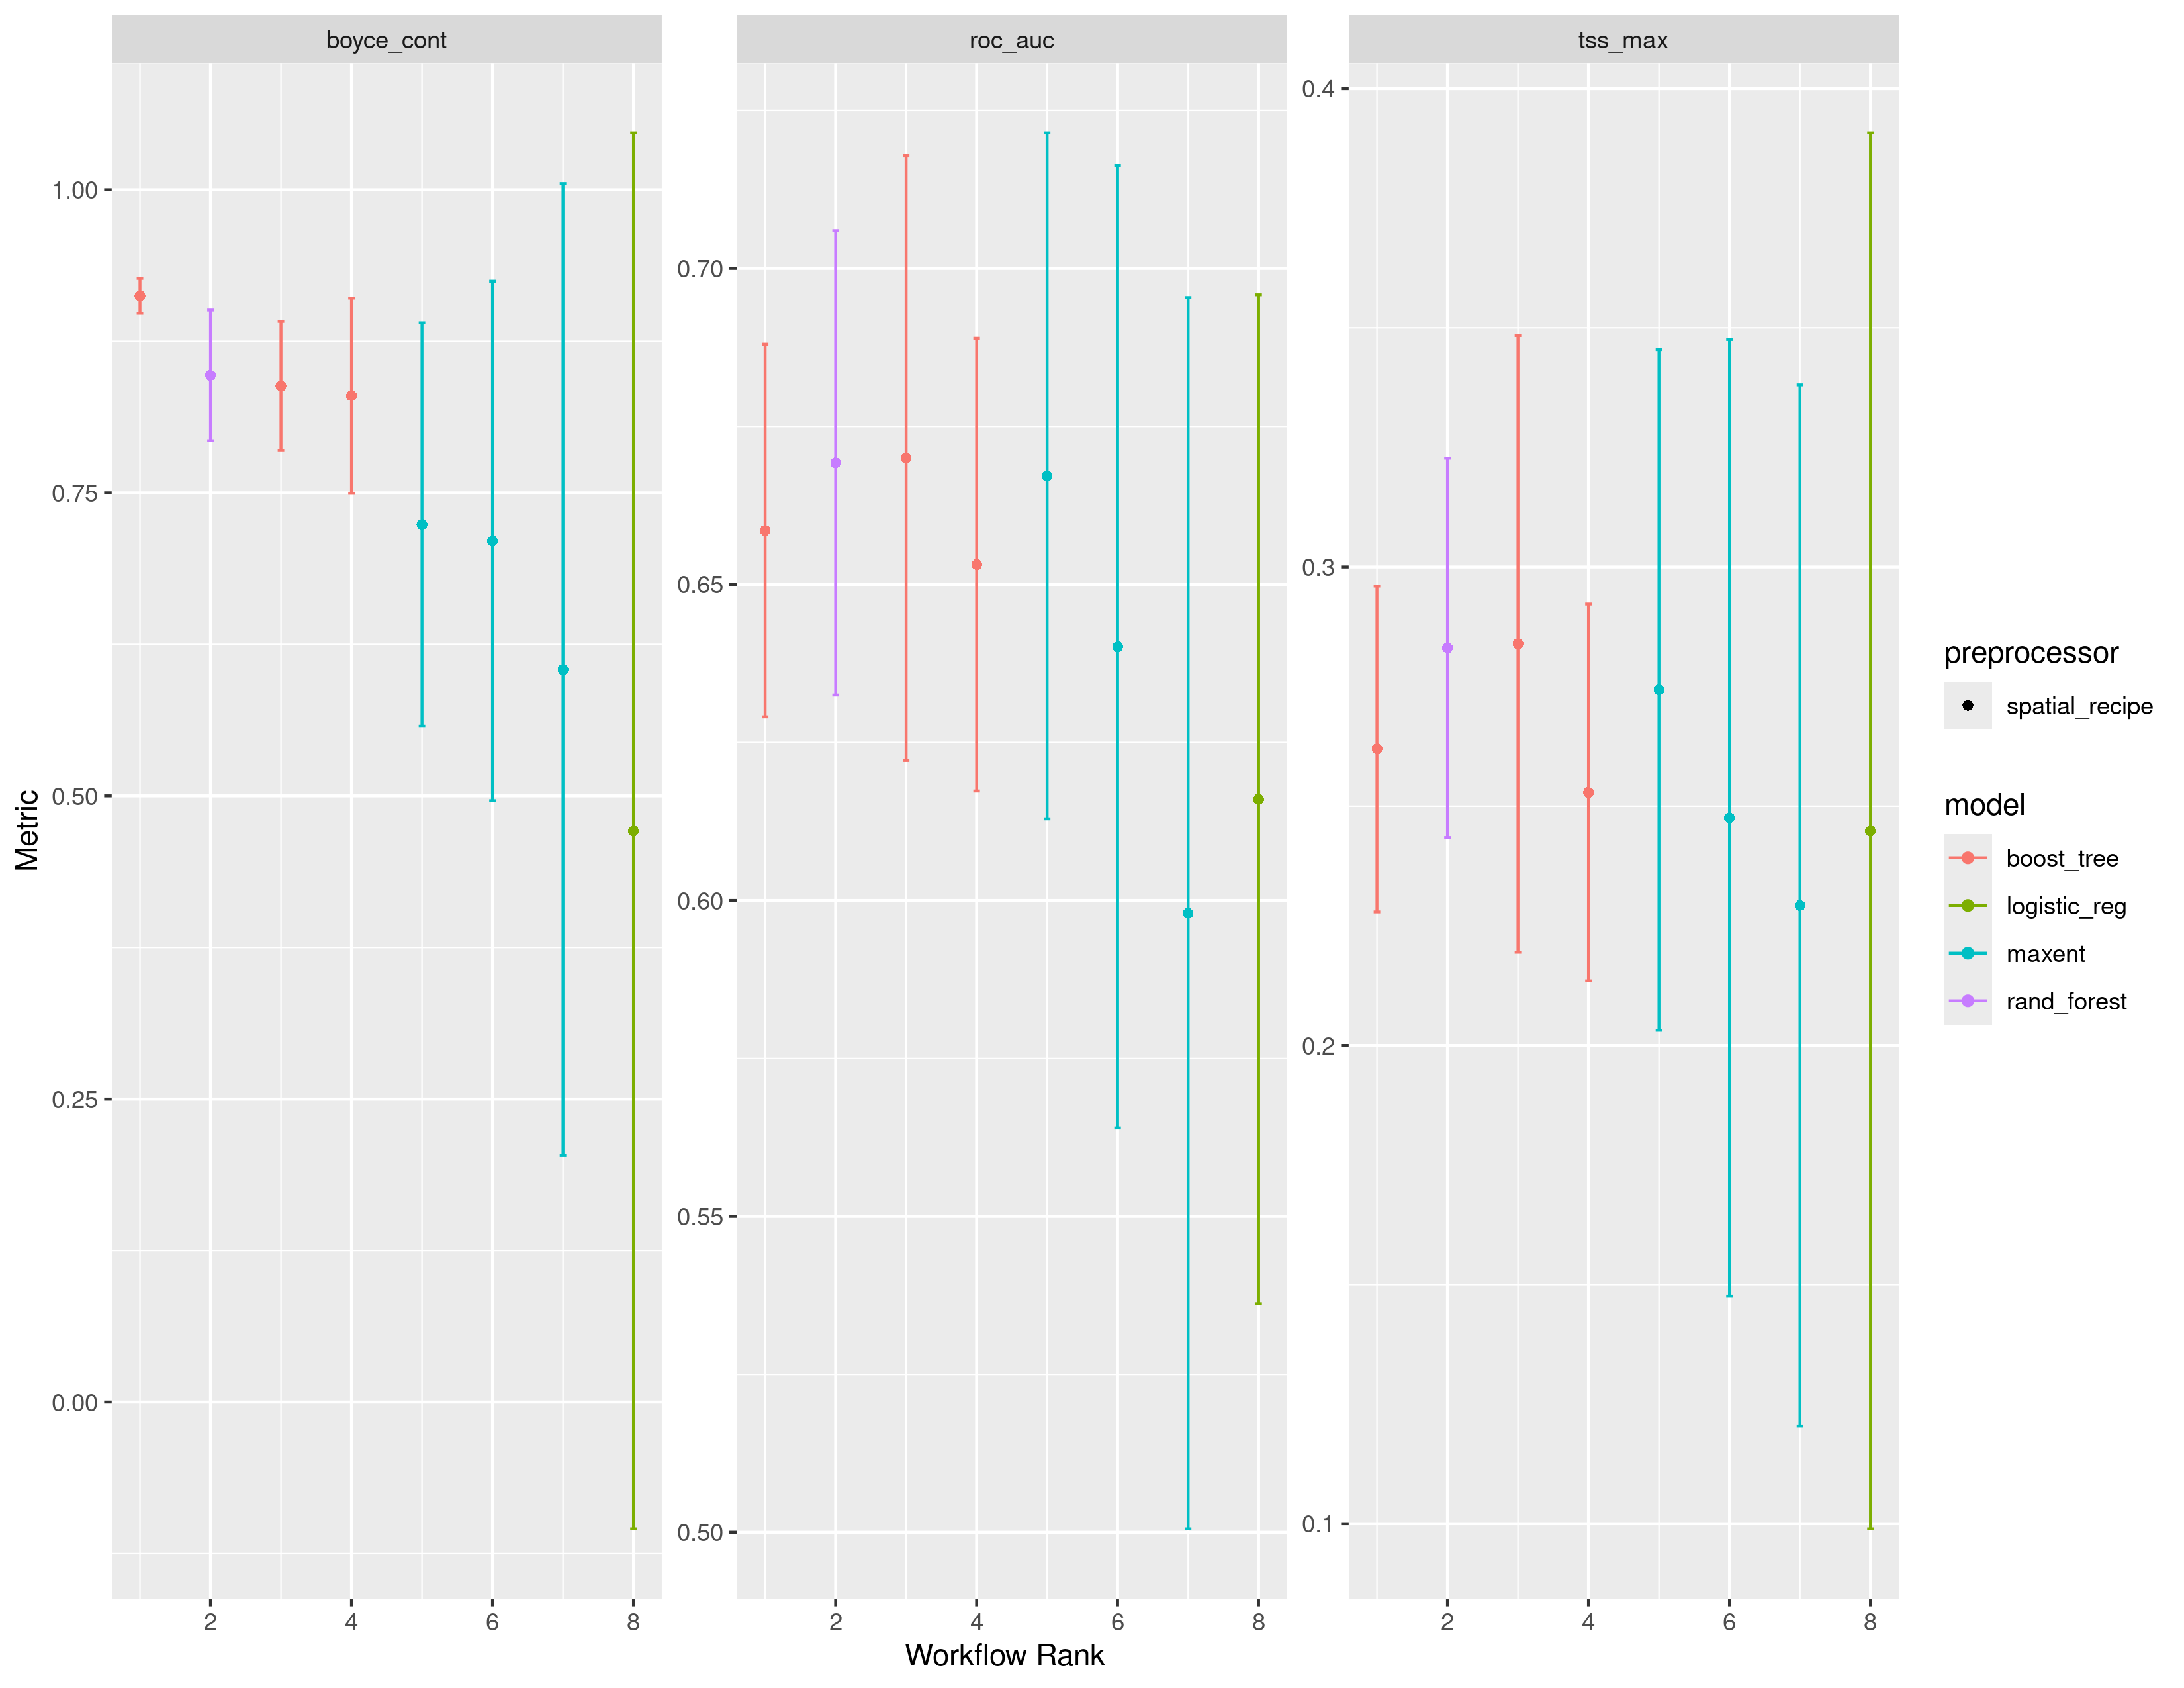 boyce_cont
roc_auc
tss_max
1.00
0.75
0.50
0.25
0.00
0.70
0.65
0.60
0.55
0.50
0.4
0.3
0.2
0.1
2 4 6 8
2 4 6 8
2 4 6 8
Metric
Workflow Rank
preprocessor
spatial_recipe
model
boost_tree
logistic_reg
maxent
rand_forest